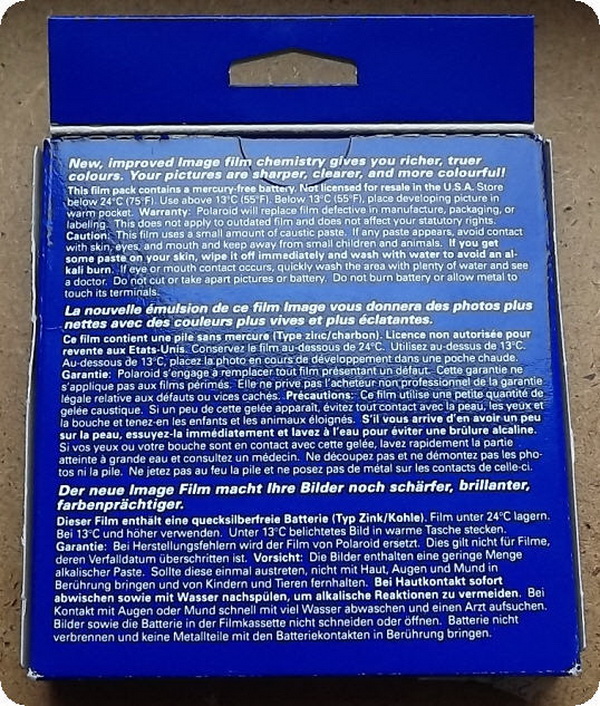 New, improved Image film chemistry gives you richer, truer
colours. Your pictures are sharper, clearer, and more colourful!
This film pack contains a mercury-free battery. Not licensed for resale in the U.S.A. Store
below 24°C (75°F). Use above 13°C (55°F). Below 13°C (55°F), place developing picture in
warm pocket. Warranty: Polaroid will replace film defective in manufacture, packaging, or
labeling. This does not apply to outdated film and does not affect your statutory rights.
Caution: This film uses a small amount of caustic paste. If any paste appears, avoid contact
with skin, eyes, and mouth and keep away from small children and animals. If you get
some paste on your skin, wipe it off immediately and wash with water to avoid an al-
kali burn. If eye or mouth contact occurs, quickly wash the area with plenty of water and see
a doctor. Do not cut or take apart pictures or battery. Do not burn battery or allow metal to
touch its terminals.
La nouvelle émulsion de ce film Image vous donnera des photos plus
nettes avec des couleurs plus vives et plus éclatantes.
Ce film contient une pile sans mercure (Type zinc/charbon). Licence non autorisée pour
revente aux Etats-Unis. Conservez le film au-dessous de 24°C. Utilisez au-dessus de 13°C.
Au-dessous de 13°C, placez la photo en cours de développement dans une poche chaude.
Garantie: Polaroid s'engage à remplacer tout film présentant un défaut. Cette garantie ne
s'applique pas aux films périmés. Elle ne prive pas l'acheteur non professionnel de la garantie
légale relative aux défauts ou vices cachés. Précautions: Ce film utilise une petite quantité de
gelée caustique. Si un peu de cette gelée apparaît, évitez tout contact avec la peau, les yeux et
la bouche et tenez-en les enfants et les animaux éloignés. S'il vous arrive d'en avoir un peu
sur la peau, essuyez-la immédiatement et lavez à l'eau pour éviter une brûlure alcaline.
Si vos yeux ou votre bouche sont en contact avec cette gelée, lavez rapidement la partie
atteinte à grande eau et consultez un médecin. Ne découpez pas et ne démontez pas les pho-
tos ni la pile. Ne jetez pas au feu la pile et ne posez pas de métal sur les contacts de celle-ci.
Der neue Image Film macht Ihre Bilder noch schärfer, brillanter,
farbenprächtiger.
Dieser Film enthält eine quecksilberfreie Batterie (Typ Zink/Kohle). Film unter 24°C lagern.
Bei 13°C und höher verwenden. Unter 13°C belichtetes Bild in warme Tasche stecken.
Garantie: Bei Herstellungsfehlern wird der Film von Polaroid ersetzt. Dies gilt nicht für Filme,
deren Verfalldatum überschritten ist. Vorsicht: Die Bilder enthalten eine geringe Menge
alkalischer Paste. Sollte diese einmal austreten, nicht mit Haut, Augen und Mund in
Berührung bringen und von Kindern und Tieren fernhalten. Bei Hautkontakt sofort
abwischen sowie mit Wasser nachspülen, um alkalische Reaktionen zu vermeiden. Bei
Kontakt mit Augen oder Mund schnell mit viel Wasser abwaschen und einen Arzt aufsuchen.
Bilder sowie die Batterie in der Filmkassette nicht schneiden oder öffnen. Batterie nicht
verbrennen und keine Metallteile mit den Batteriekontakten in Berührung bringen.